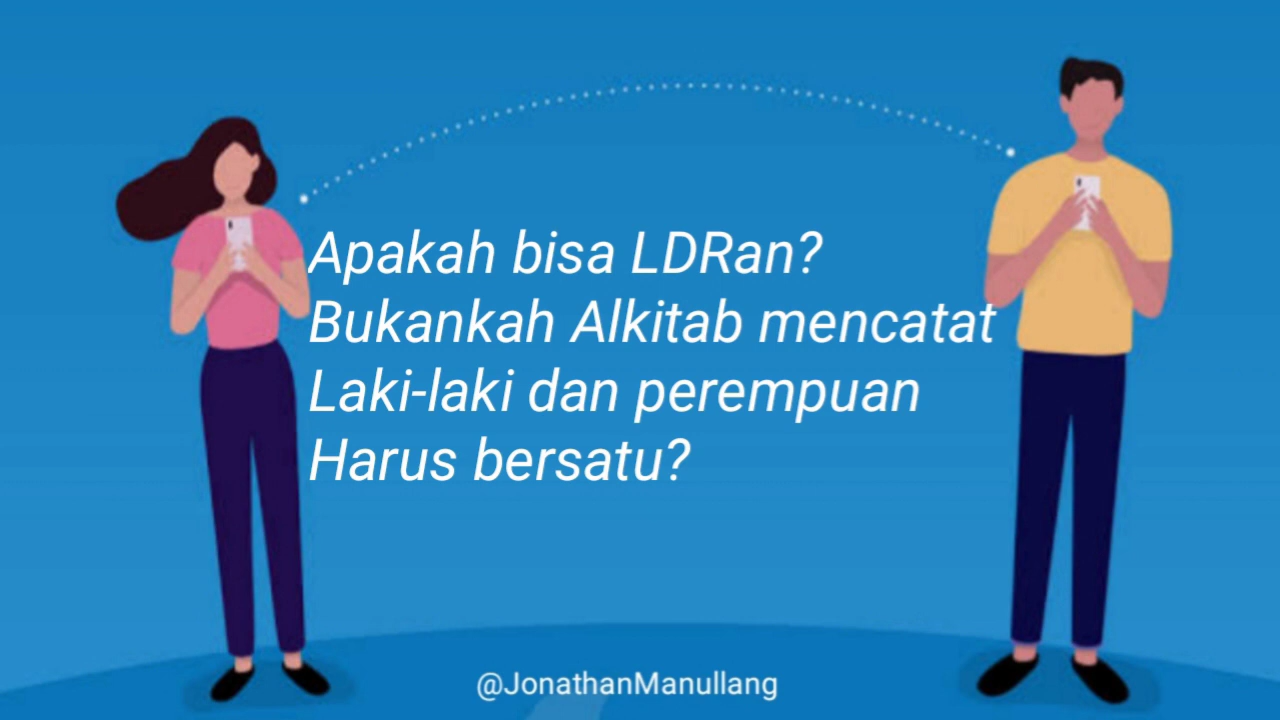 Apakah bisa LDRan?
Bukankah Alkitab mencatat
Laki-laki dan perempuan
Harus bersatu?
@JonathanManullang